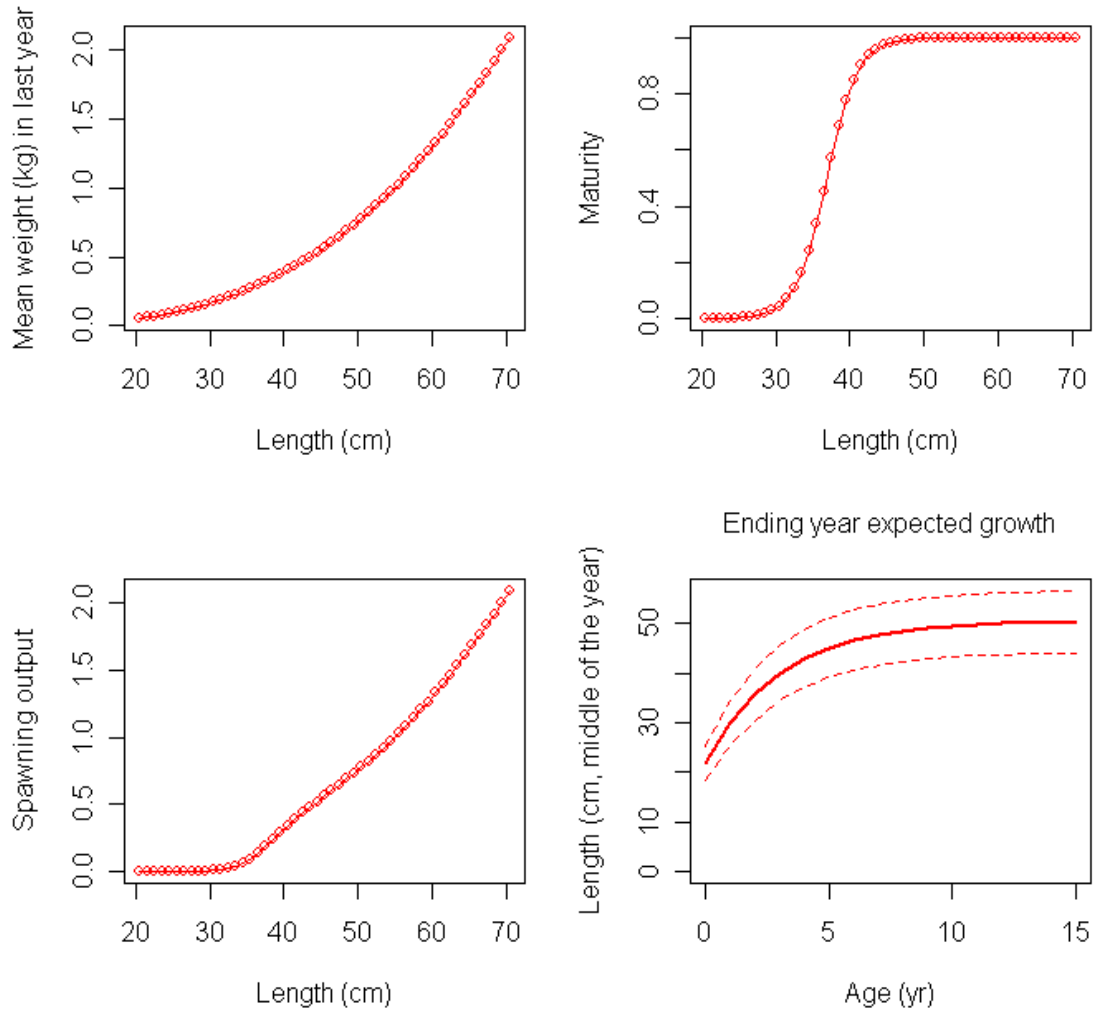 Mean weight (kg) in last year
0.0 0.5 1.0 1.5 2.0
20 30 40 50 60 70
Length (cm)
Maturity
0.0 0.4 0.8
20 30 40 50 60 70
Length (cm)
Spawning output
0.0 0.5 1.0 1.5 2.0
20 30 40 50 60 70
Length (cm)
Ending year expected growth
Length (cm, middle of the year)
0 10 30 50
0 5 10 15
Age (yr)